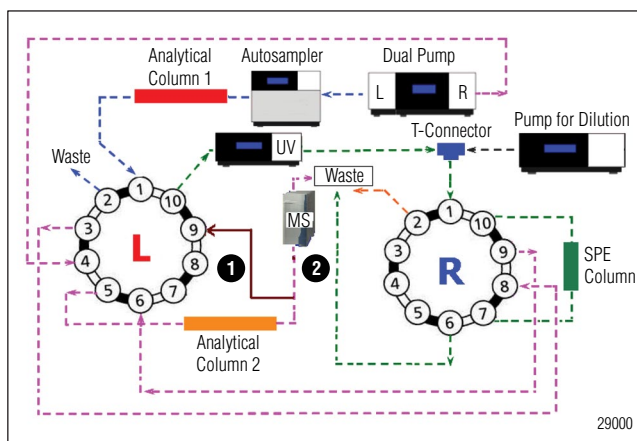 Analytical
Column 1
Autosampler
Dual Pump
L
R
Pump for Dilution
T-Connector
UV
Waste
Waste
MS
1
2
3
4
5
6
7
8
9
10
L
1
2
1
2
3
4
5
6
7
8
9
10
R
SPE
Column
Analytical
Column 2
29000